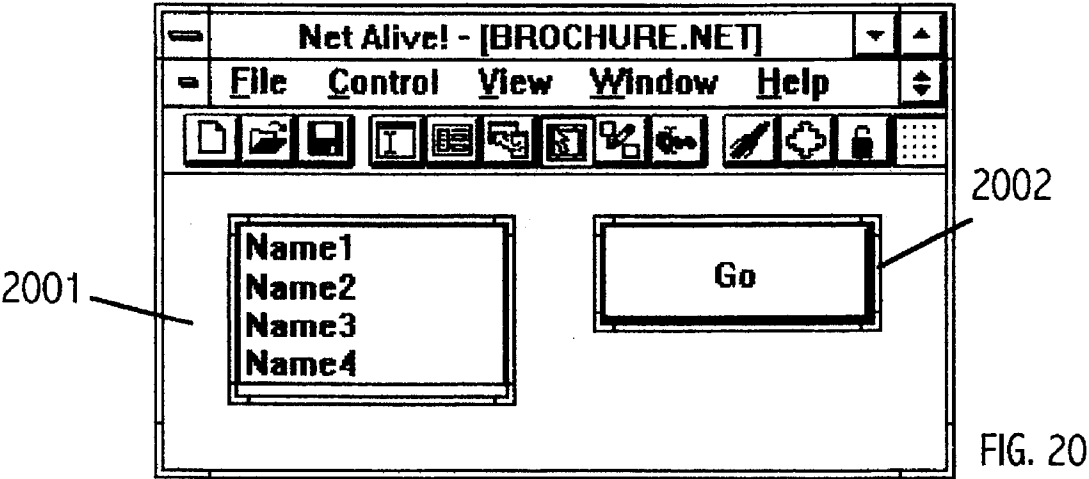 Net Alive! - [BROCHURE.NET]
File Control View Window Help
2002
Name1
Go
2001
Name2
Name3
Name4
FIG. 20